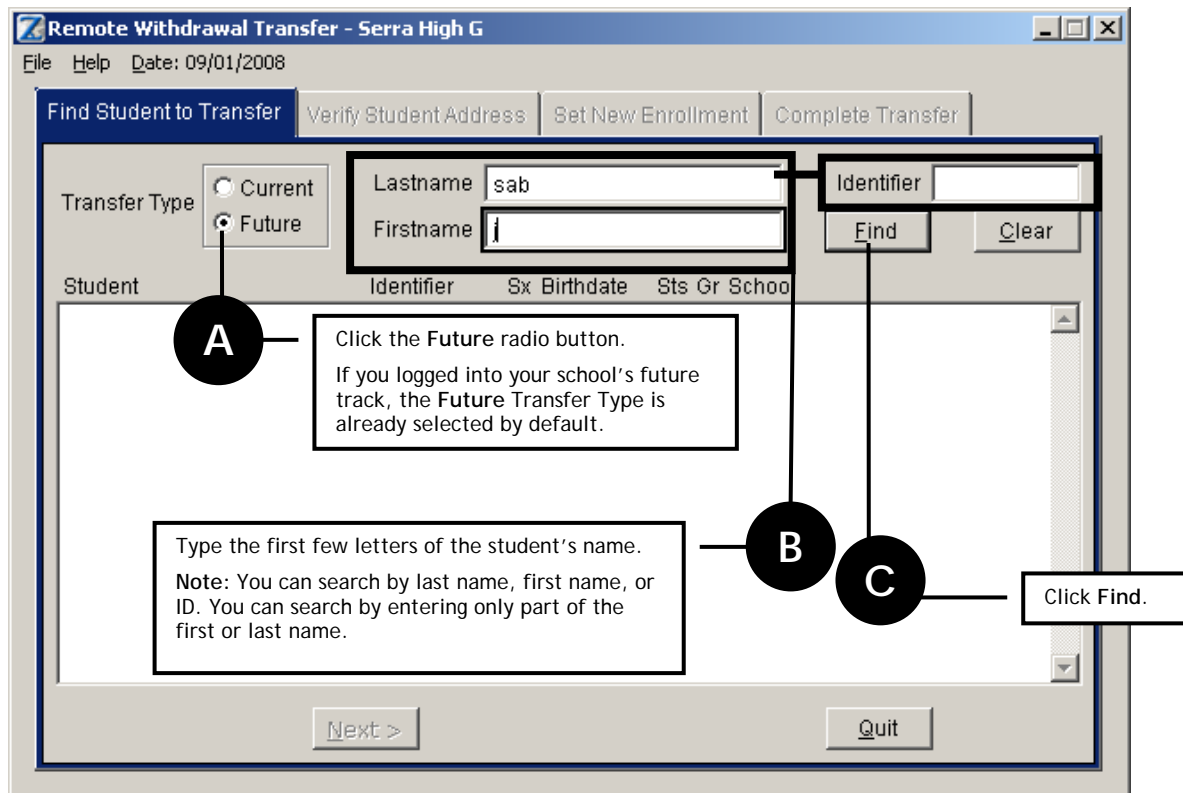 Remote Withdrawal Transfer - Serra High G
File Help Date: 09/01/2008
Find Student to Transfer Verify Student Address Set New Enrollment Complete Transfer
Transfer Type
Current
Future
Lastname sab
Firstname j
Identifier
Find Clear
Student Identifier Sx Birthdate Sts Gr Schoo
A
Click the Future radio button.
If you logged into your school's future
track, the Future Transfer Type is
already selected by default.
Type the first few letters of the student's name.
Note: You can search by last name, first name, or
ID. You can search by entering only part of the
first or last name.
B
C
Click Find.
Next >
Quit